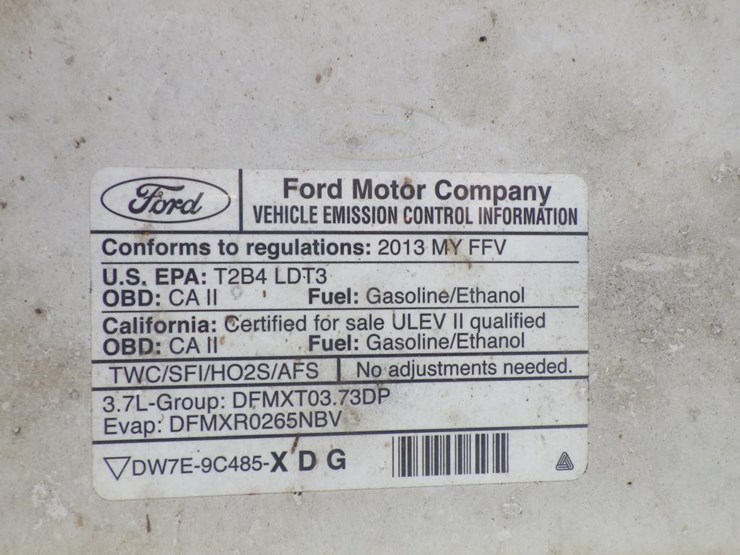 Ford
Ford Motor Company
VEHICLE EMISSION CONTROL INFORMATION
Conforms to regulations: 2013 MY FFV
U.S. EPA: T2B4 LDT3
OBD: CA II Fuel: Gasoline/Ethanol
California: Certified for sale ULEV II qualified
OBD: CA II Fuel: Gasoline/Ethanol
TWC/SFI/HO2S/AFS No adjustments needed.
3.7L-Group: DFMXT03.73DP
Evap: DFMXR0265NBV
DW7E-9C485-X D G